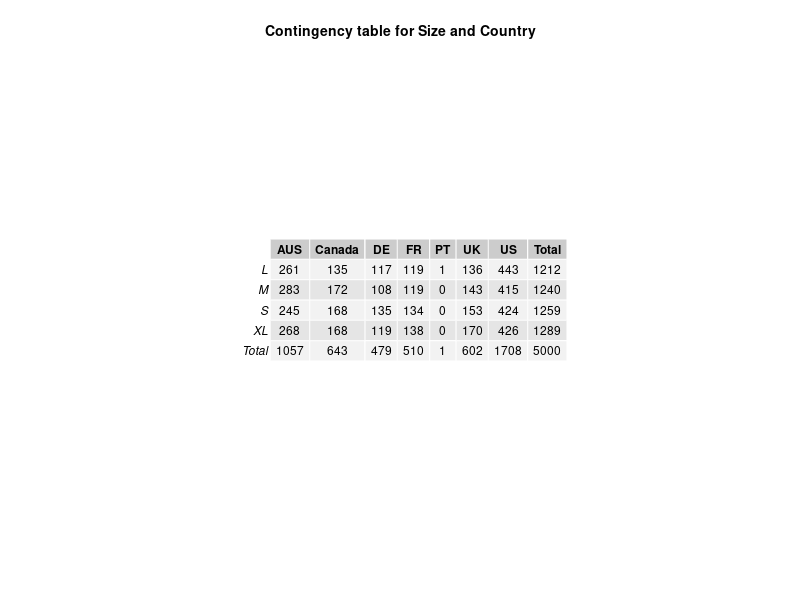 Contingency table for Size and Country
AUS Canada DE FR PT UK US Total
L 261 135 117 119 1 136 443 1212
M 283 172 108 119 0 143 415 1240
S 245 168 135 134 0 153 424 1259
XL 268 168 119 138 0 170 426 1289
Total 1057 643 479 510 1 602 1708 5000